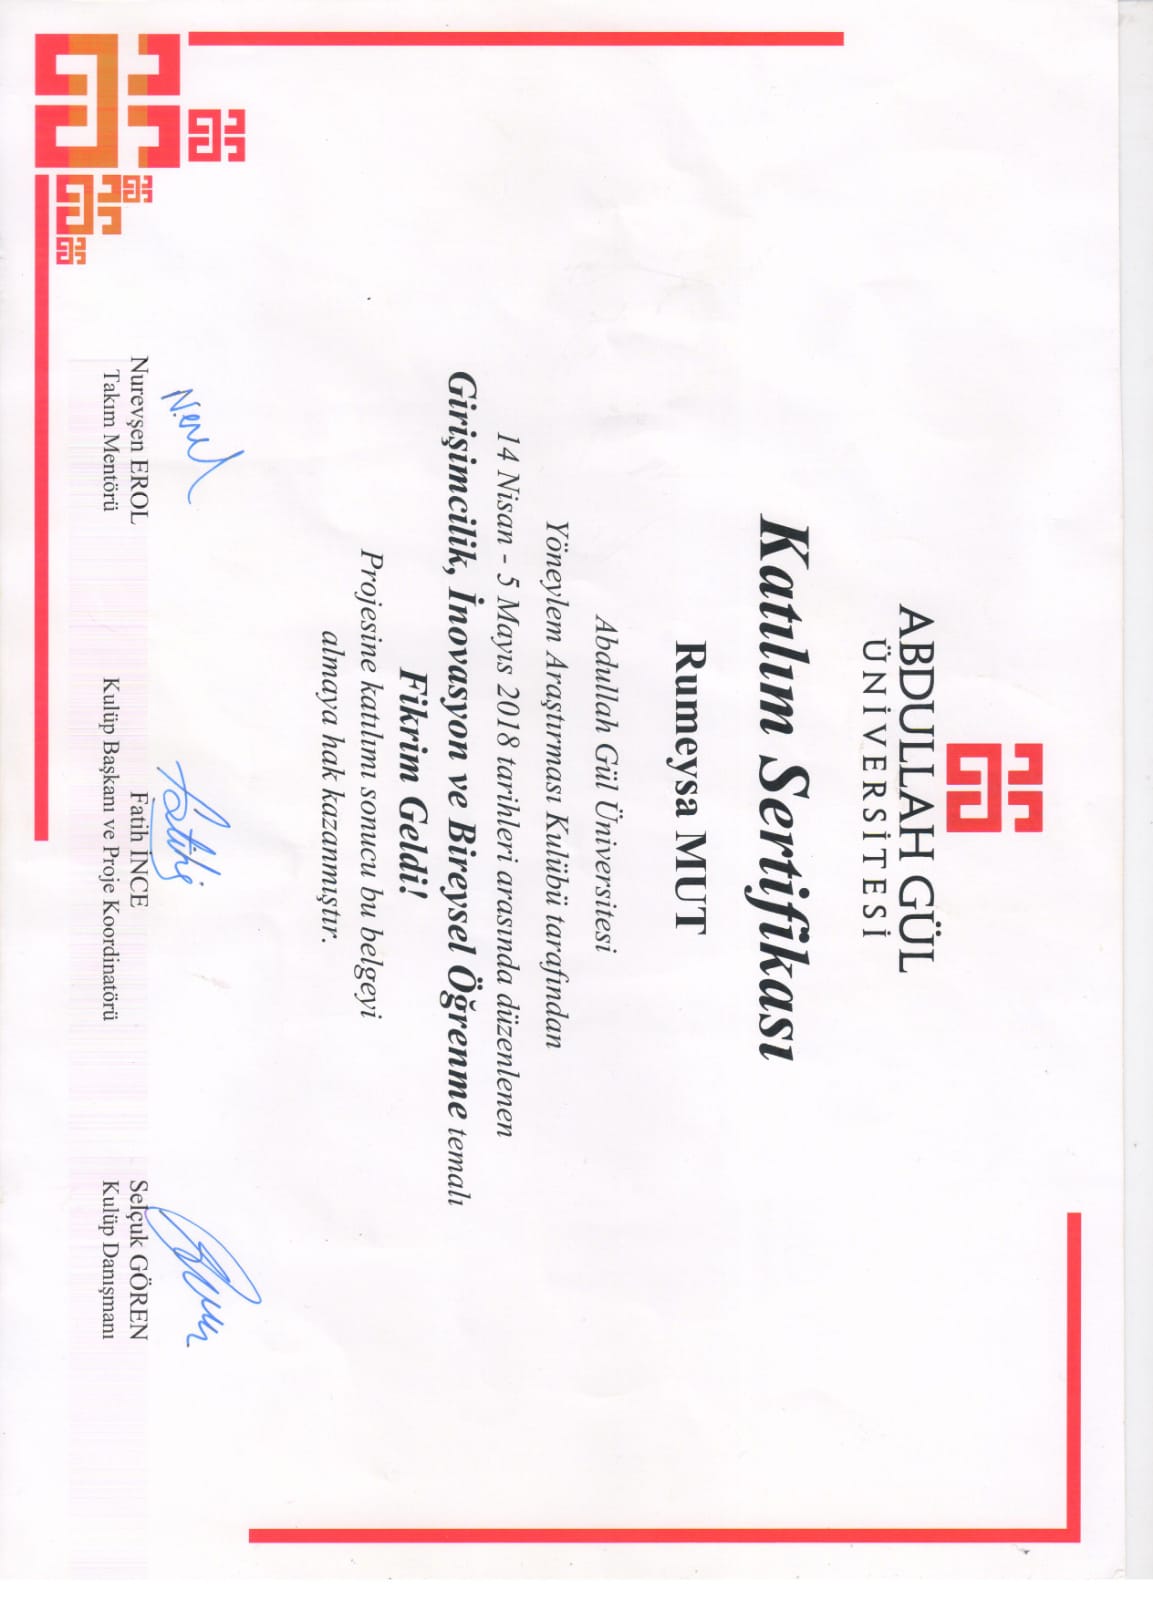 ABDULLAH GÜL
ÜNİVERSİTESİ
Katılım Sertifikası
Rumeysa MUT
Abdullah Gül Üniversitesi
Yöneylem Araştırması Kulübü tarafından
14 Nisan - 5 Mayıs 2018 tarihleri arasında düzenlenen
Girişimcilik, İnovasyon ve Bireysel Öğrenme temalı
Fikrim Geldi!
Projesine katılımı sonucu bu belgeyi
almaya hak kazanmıştır.
N.erol
Fatih
Nurevşen EROL
Fatih İNCE
Selçuk GÖREN
Takım Mentörü
Kulüp Başkanı ve Proje Koordinatörü
Kulüp Danışmanı